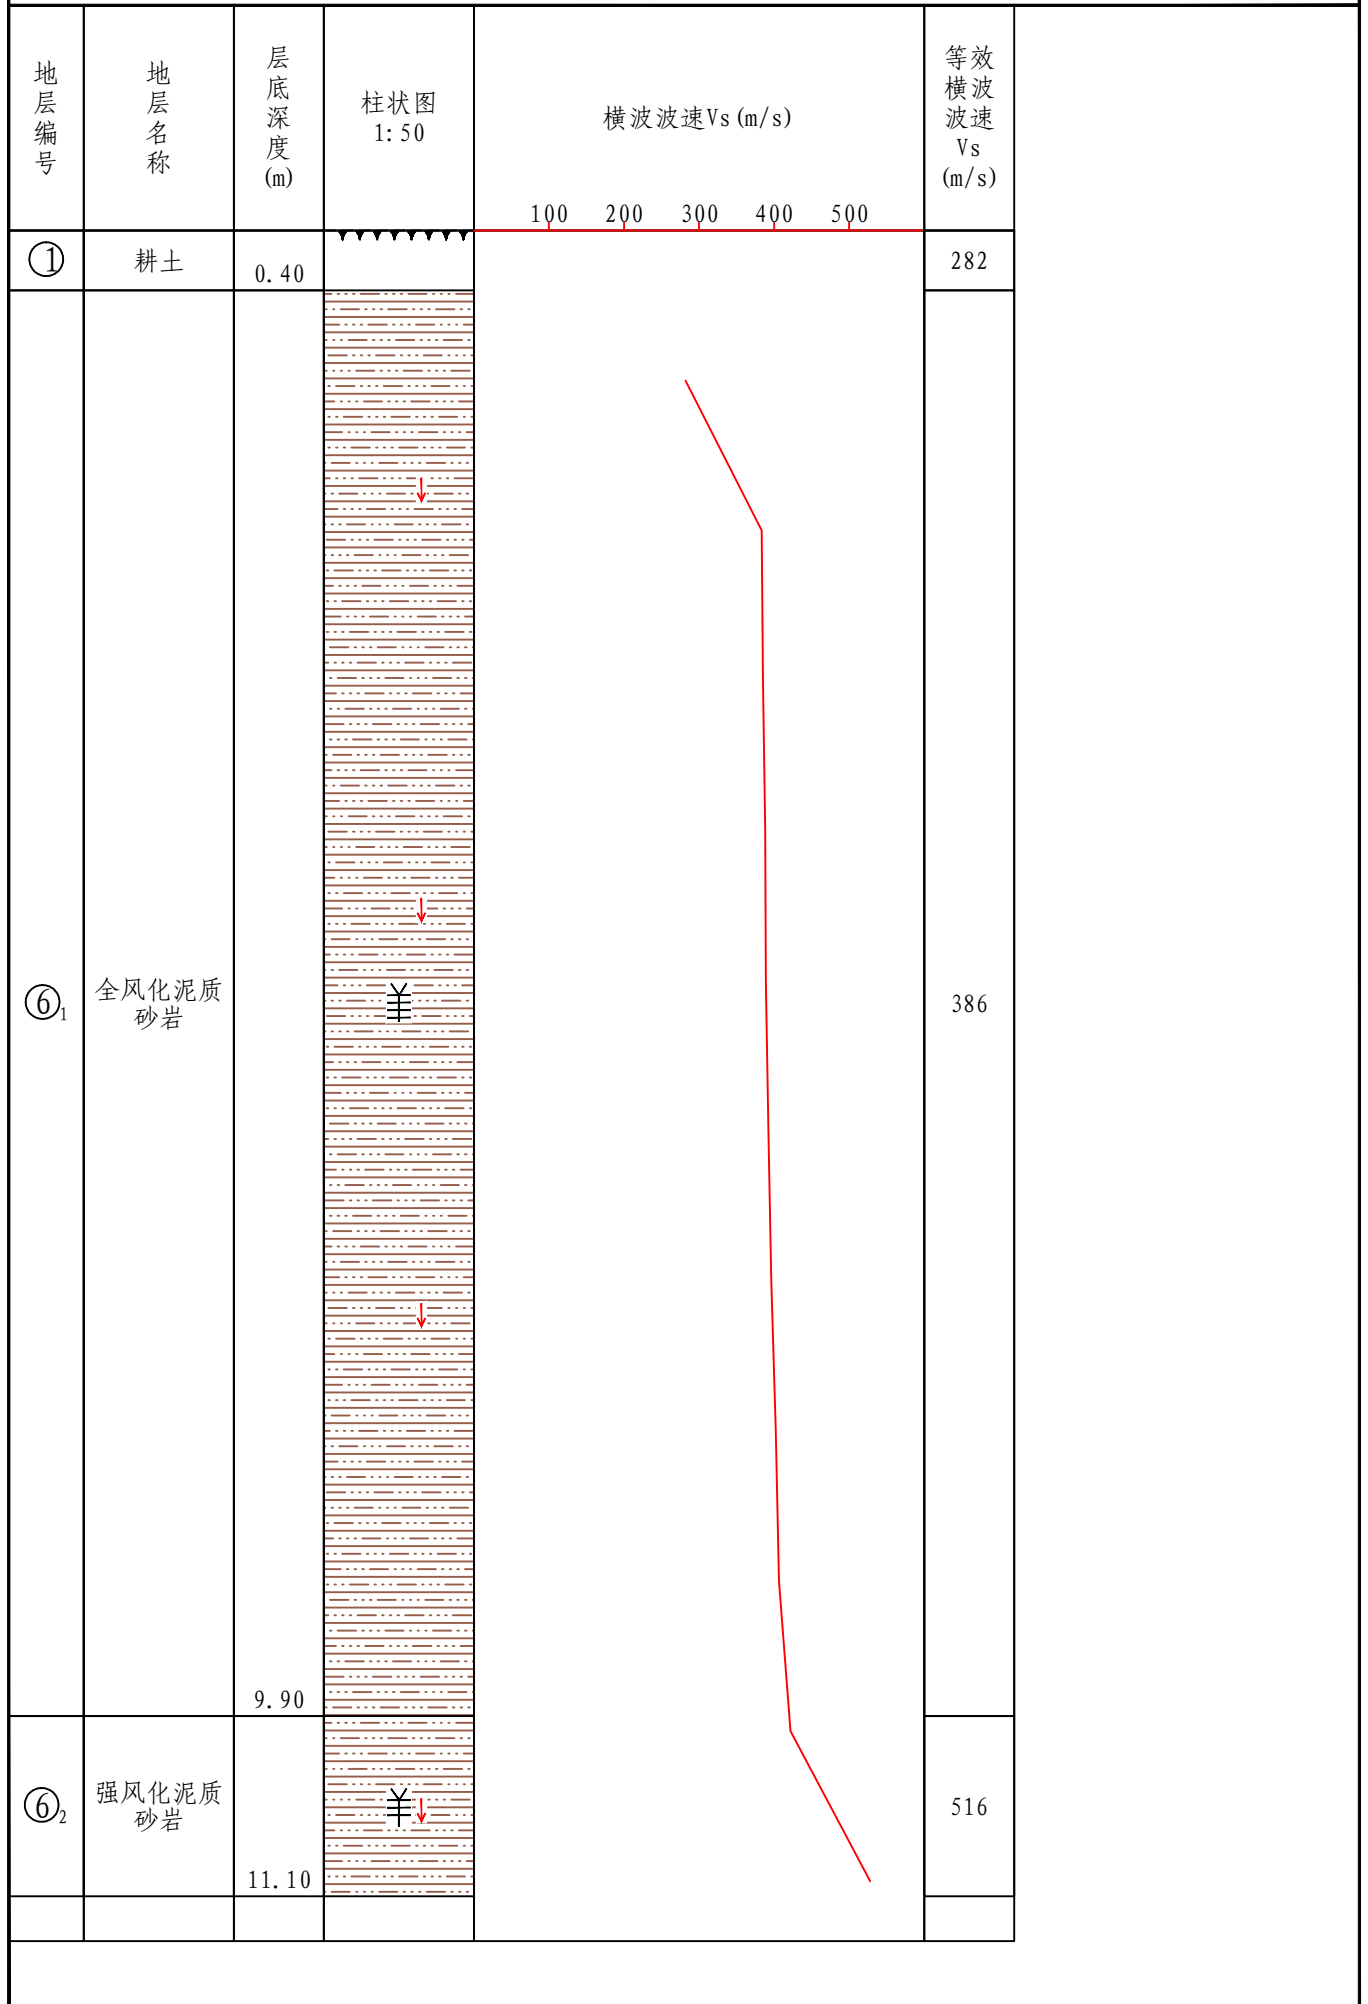 地层编号
地层名称
层底深度(m)
柱状图
1:50
横波波速Vs(m/s)
等效
横波
波速
Vs
(m/s)
100 200 300 400 500
① 耕土 0.40 282
⑥1 全风化泥质
砂岩
386
9.90
⑥2 强风化泥质
砂岩
516
11.10